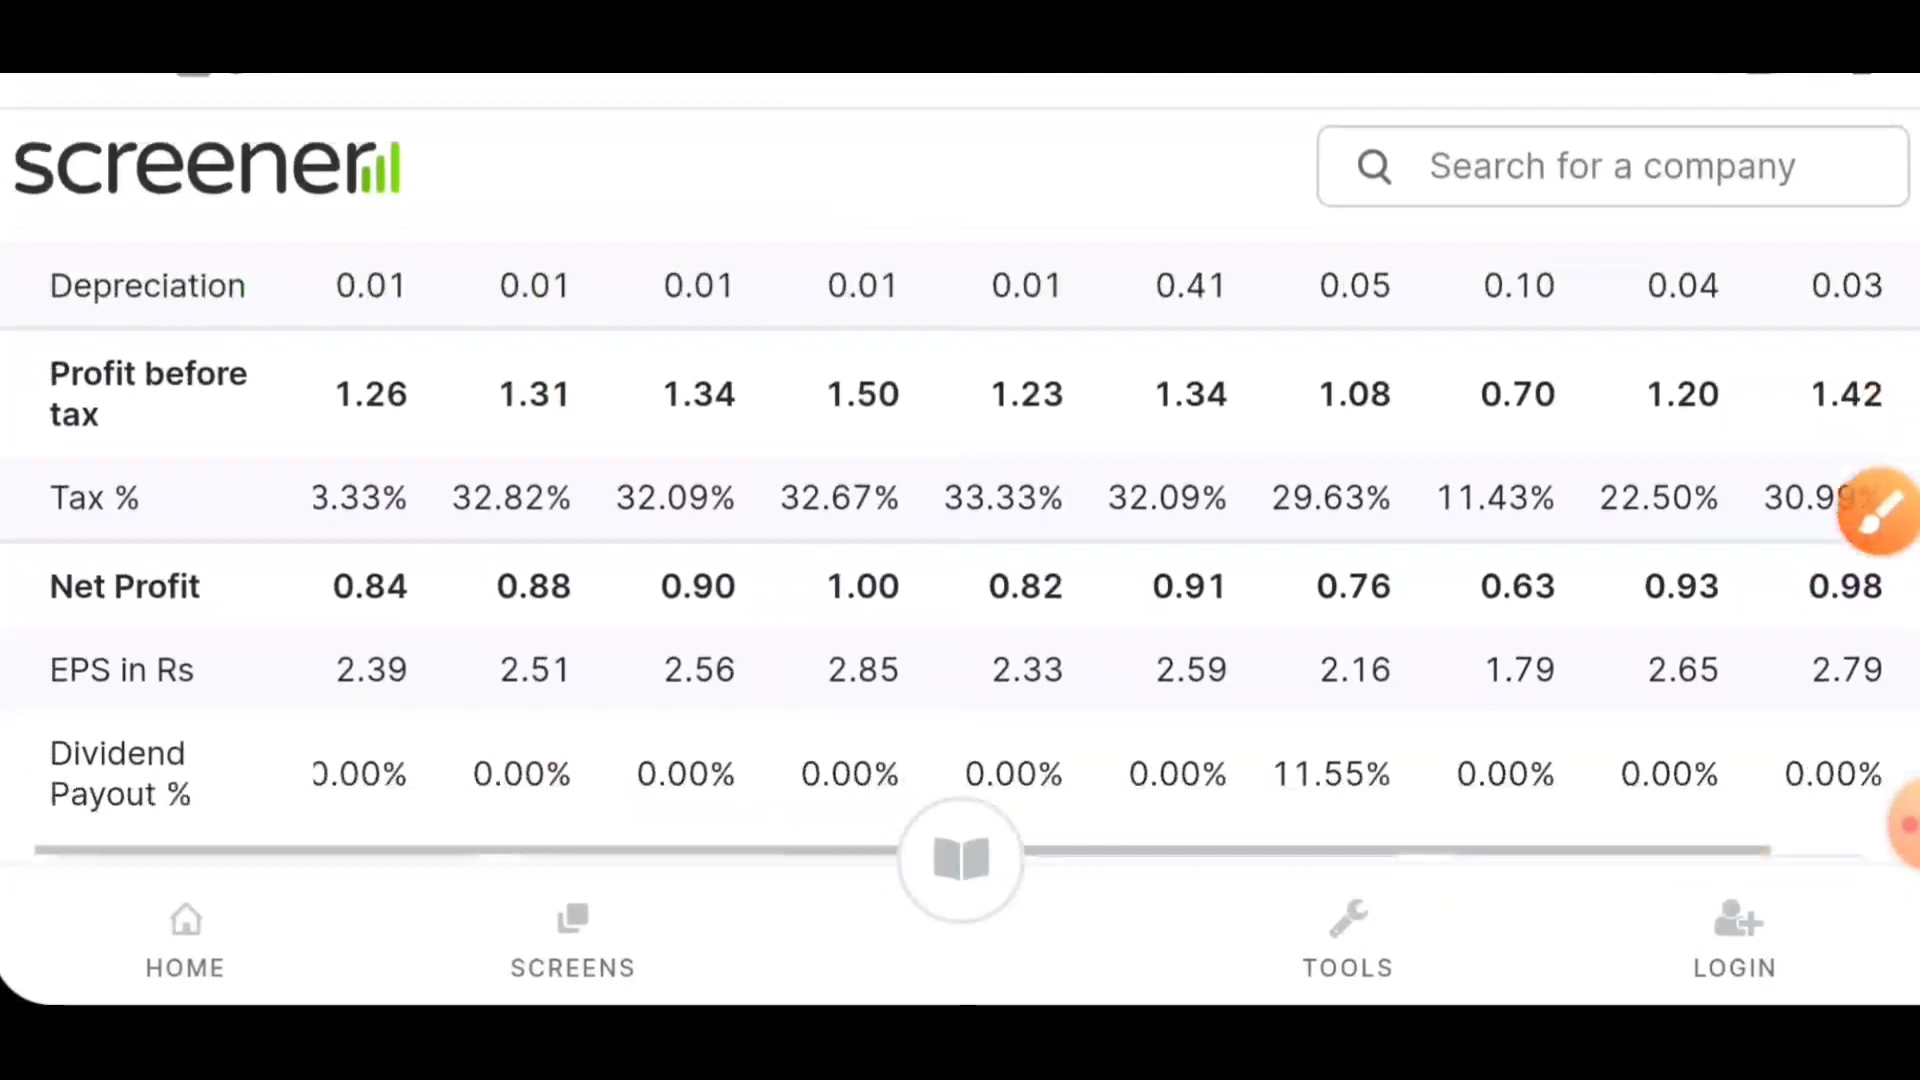 screener
Search for a company
Depreciation 0.01 0.01 0.01 0.01 0.01 0.41 0.05 0.10 0.04 0.03
Profit before
tax 1.26 1.31 1.34 1.50 1.23 1.34 1.08 0.70 1.20 1.42
Tax % 3.33% 32.82% 32.09% 32.67% 33.33% 32.09% 29.63% 11.43% 22.50% 30.99%
Net Profit 0.84 0.88 0.90 1.00 0.82 0.91 0.76 0.63 0.93 0.98
EPS in Rs 2.39 2.51 2.56 2.85 2.33 2.59 2.16 1.79 2.65 2.79
Dividend
Payout % 0.00% 0.00% 0.00% 0.00% 0.00% 0.00% 11.55% 0.00% 0.00% 0.00%
HOME SCREENS TOOLS LOGIN